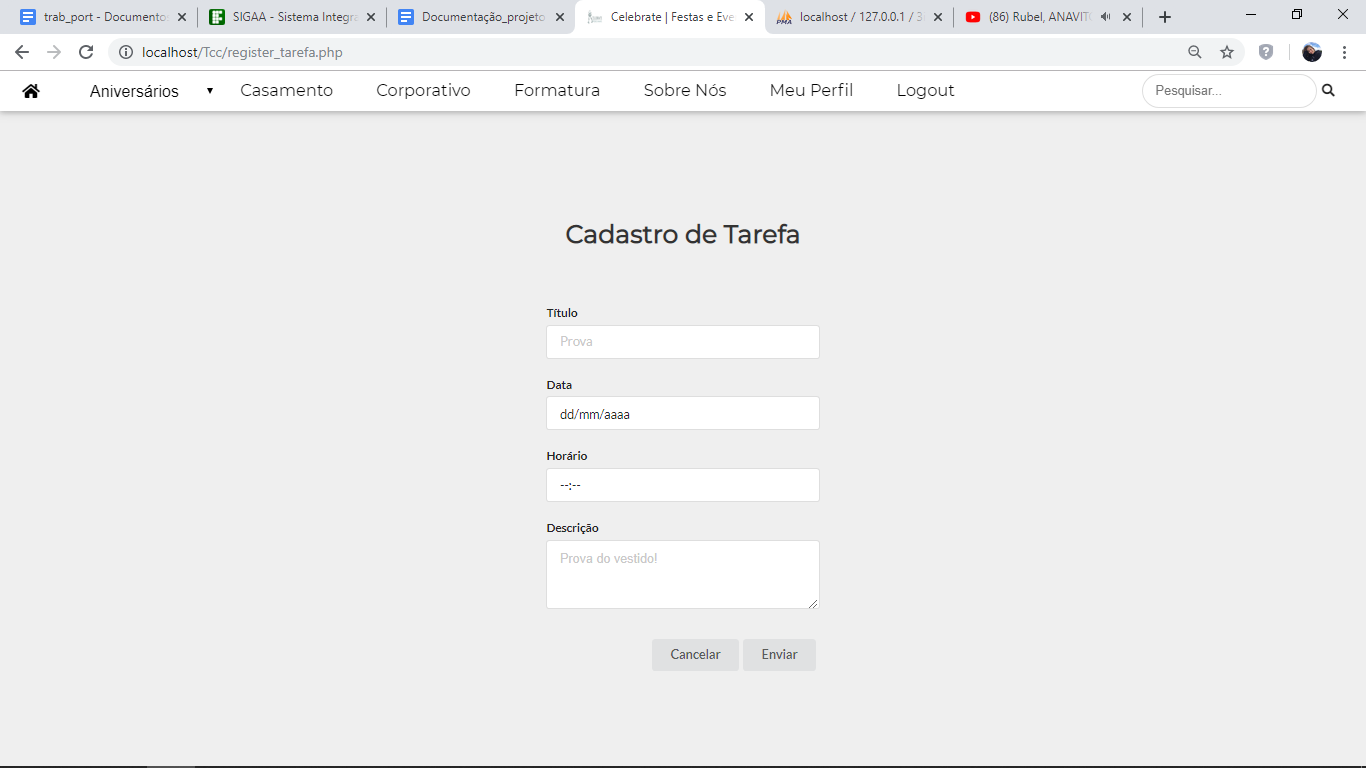 trab_port - Documento
SIGAA - Sistema Integra
Documentação_projeto
Celebrate | Festas e Eve
localhost / 127.0.0.1 / 3
(86) Rubel, ANAVIT
localhost/Tcc/register_tarefa.php
Aniversários
Casamento
Corporativo
Formatura
Sobre Nós
Meu Perfil
Logout
Pesquisar...
Cadastro de Tarefa
Título
Prova
Data
dd/mm/aaaa
Horário
--:--
Descrição
Prova do vestido!
Cancelar
Enviar